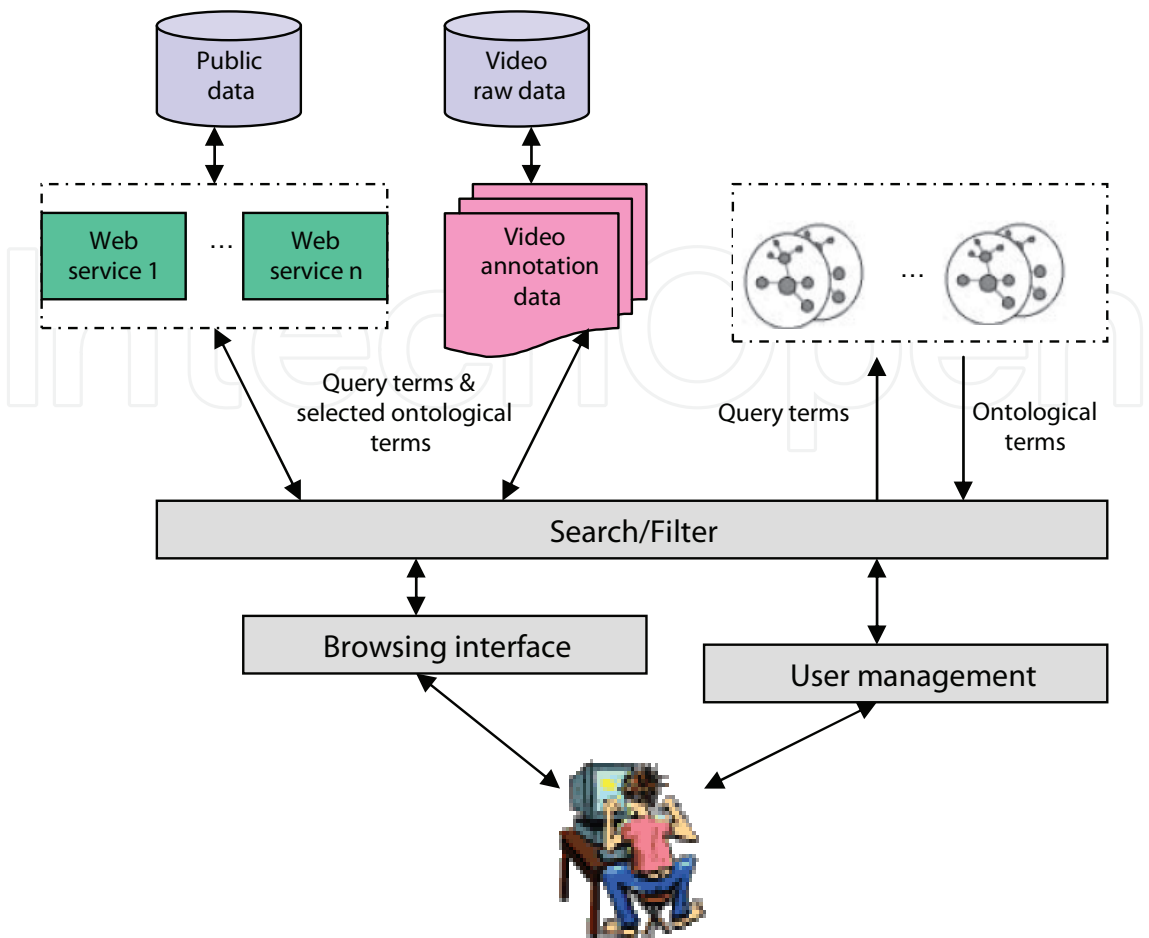 Public
data
Video
raw data
Web
service 1
...
Web
service n
Video
annotation
data
...
Query terms &
selected ontological
terms
Query terms
Ontological
terms
Search/Filter
Browsing interface
User management
IntechOpen